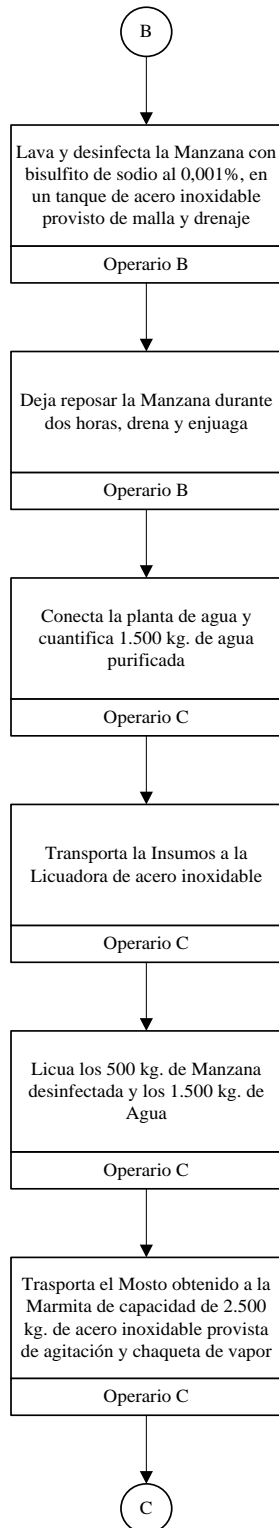 B
Lava y desinfecta la Manzana con
bisulfito de sodio al 0,001%, en
un tanque de acero inoxidable
provisto de malla y drenaje
Operario B
Deja reposar la Manzana durante
dos horas, drena y enjuaga
Operario B
Conecta la planta de agua y
cuantifica 1.500 kg. de agua
purificada
Operario C
Transporta la Insumos a la
Licuadora de acero inoxidable
Operario C
Licua los 500 kg. de Manzana
desinfectada y los 1.500 kg. de
Agua
Operario C
Trasporta el Mosto obtenido a la
Marmita de capacidad de 2.500
kg. de acero inoxidable provista
de agitación y chaqueta de vapor
Operario C
C